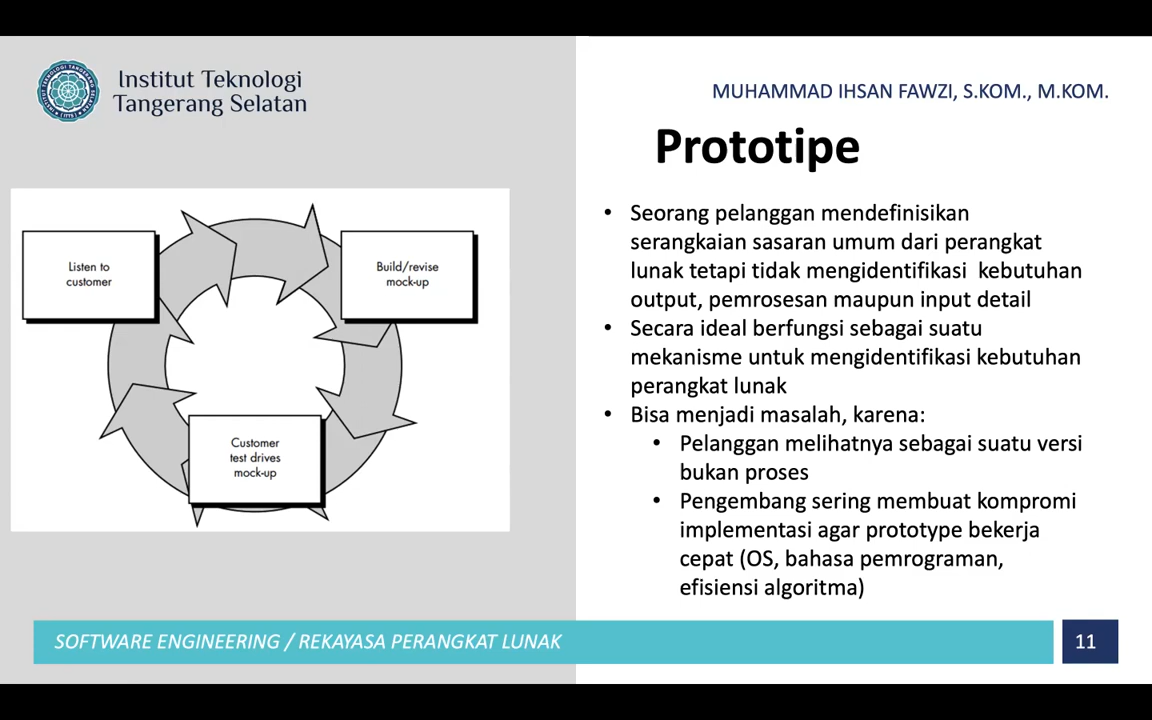 Institut Teknologi
Tangerang Selatan
MUHAMMAD IHSAN FAWZI, S.KOM., M.KOM.
Prototipe
Listen to
customer
Build/revise
mock-up
Customer
test drives
mock-up
• Seorang pelanggan mendefinisikan
serangkaian sasaran umum dari perangkat
lunak tetapi tidak mengidentifikasi kebutuhan
output, pemrosesan maupun input detail
• Secara ideal berfungsi sebagai suatu
mekanisme untuk mengidentifikasi kebutuhan
perangkat lunak
• Bisa menjadi masalah, karena:
• Pelanggan melihatnya sebagai suatu versi
bukan proses
• Pengembang sering membuat kompromi
implementasi agar prototype bekerja
cepat (OS, bahasa pemrograman,
efisiensi algoritma)
SOFTWARE ENGINEERING / REKAYASA PERANGKAT LUNAK
11